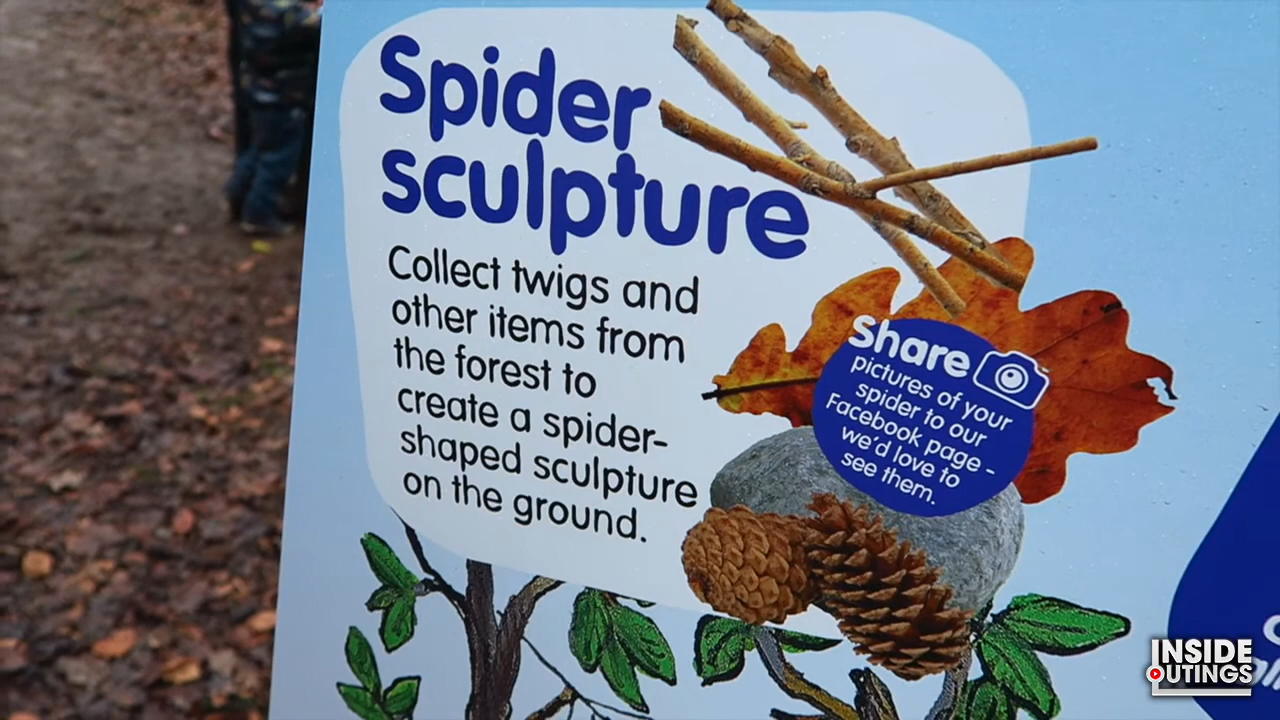 Spider
sculpture
Collect twigs and
other items from
the forest to
create a spider-
shaped sculpture
on the ground.
Share
pictures of your
spider to our
Facebook page -
we'd love to
see them.
INSIDE
OUTINGS